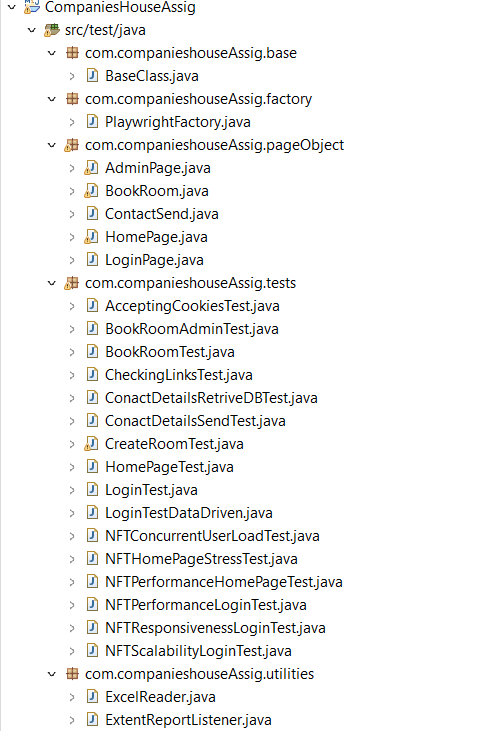 CompaniesHouseAssig
src/test/java
com.companieshouseAssig.base
BaseClass.java
com.companieshouseAssig.factory
PlaywrightFactory.java
com.companieshouseAssig.pageObject
AdminPage.java
BookRoom.java
ContactSend.java
HomePage.java
LoginPage.java
com.companieshouseAssig.tests
AcceptingCookiesTest.java
BookRoomAdminTest.java
BookRoomTest.java
CheckingLinksTest.java
ConactDetailsRetriveDBTest.java
ConactDetailsSendTest.java
CreateRoomTest.java
HomePageTest.java
LoginTest.java
LoginTestDataDriven.java
NFTConcurrentUserLoadTest.java
NFTHomePageStressTest.java
NFTPerformanceHomePageTest.java
NFTPerformanceLoginTest.java
NFTResponsivenessLoginTest.java
NFTScalabilityLoginTest.java
com.companieshouseAssig.utilities
ExcelReader.java
ExtentReportListener.java